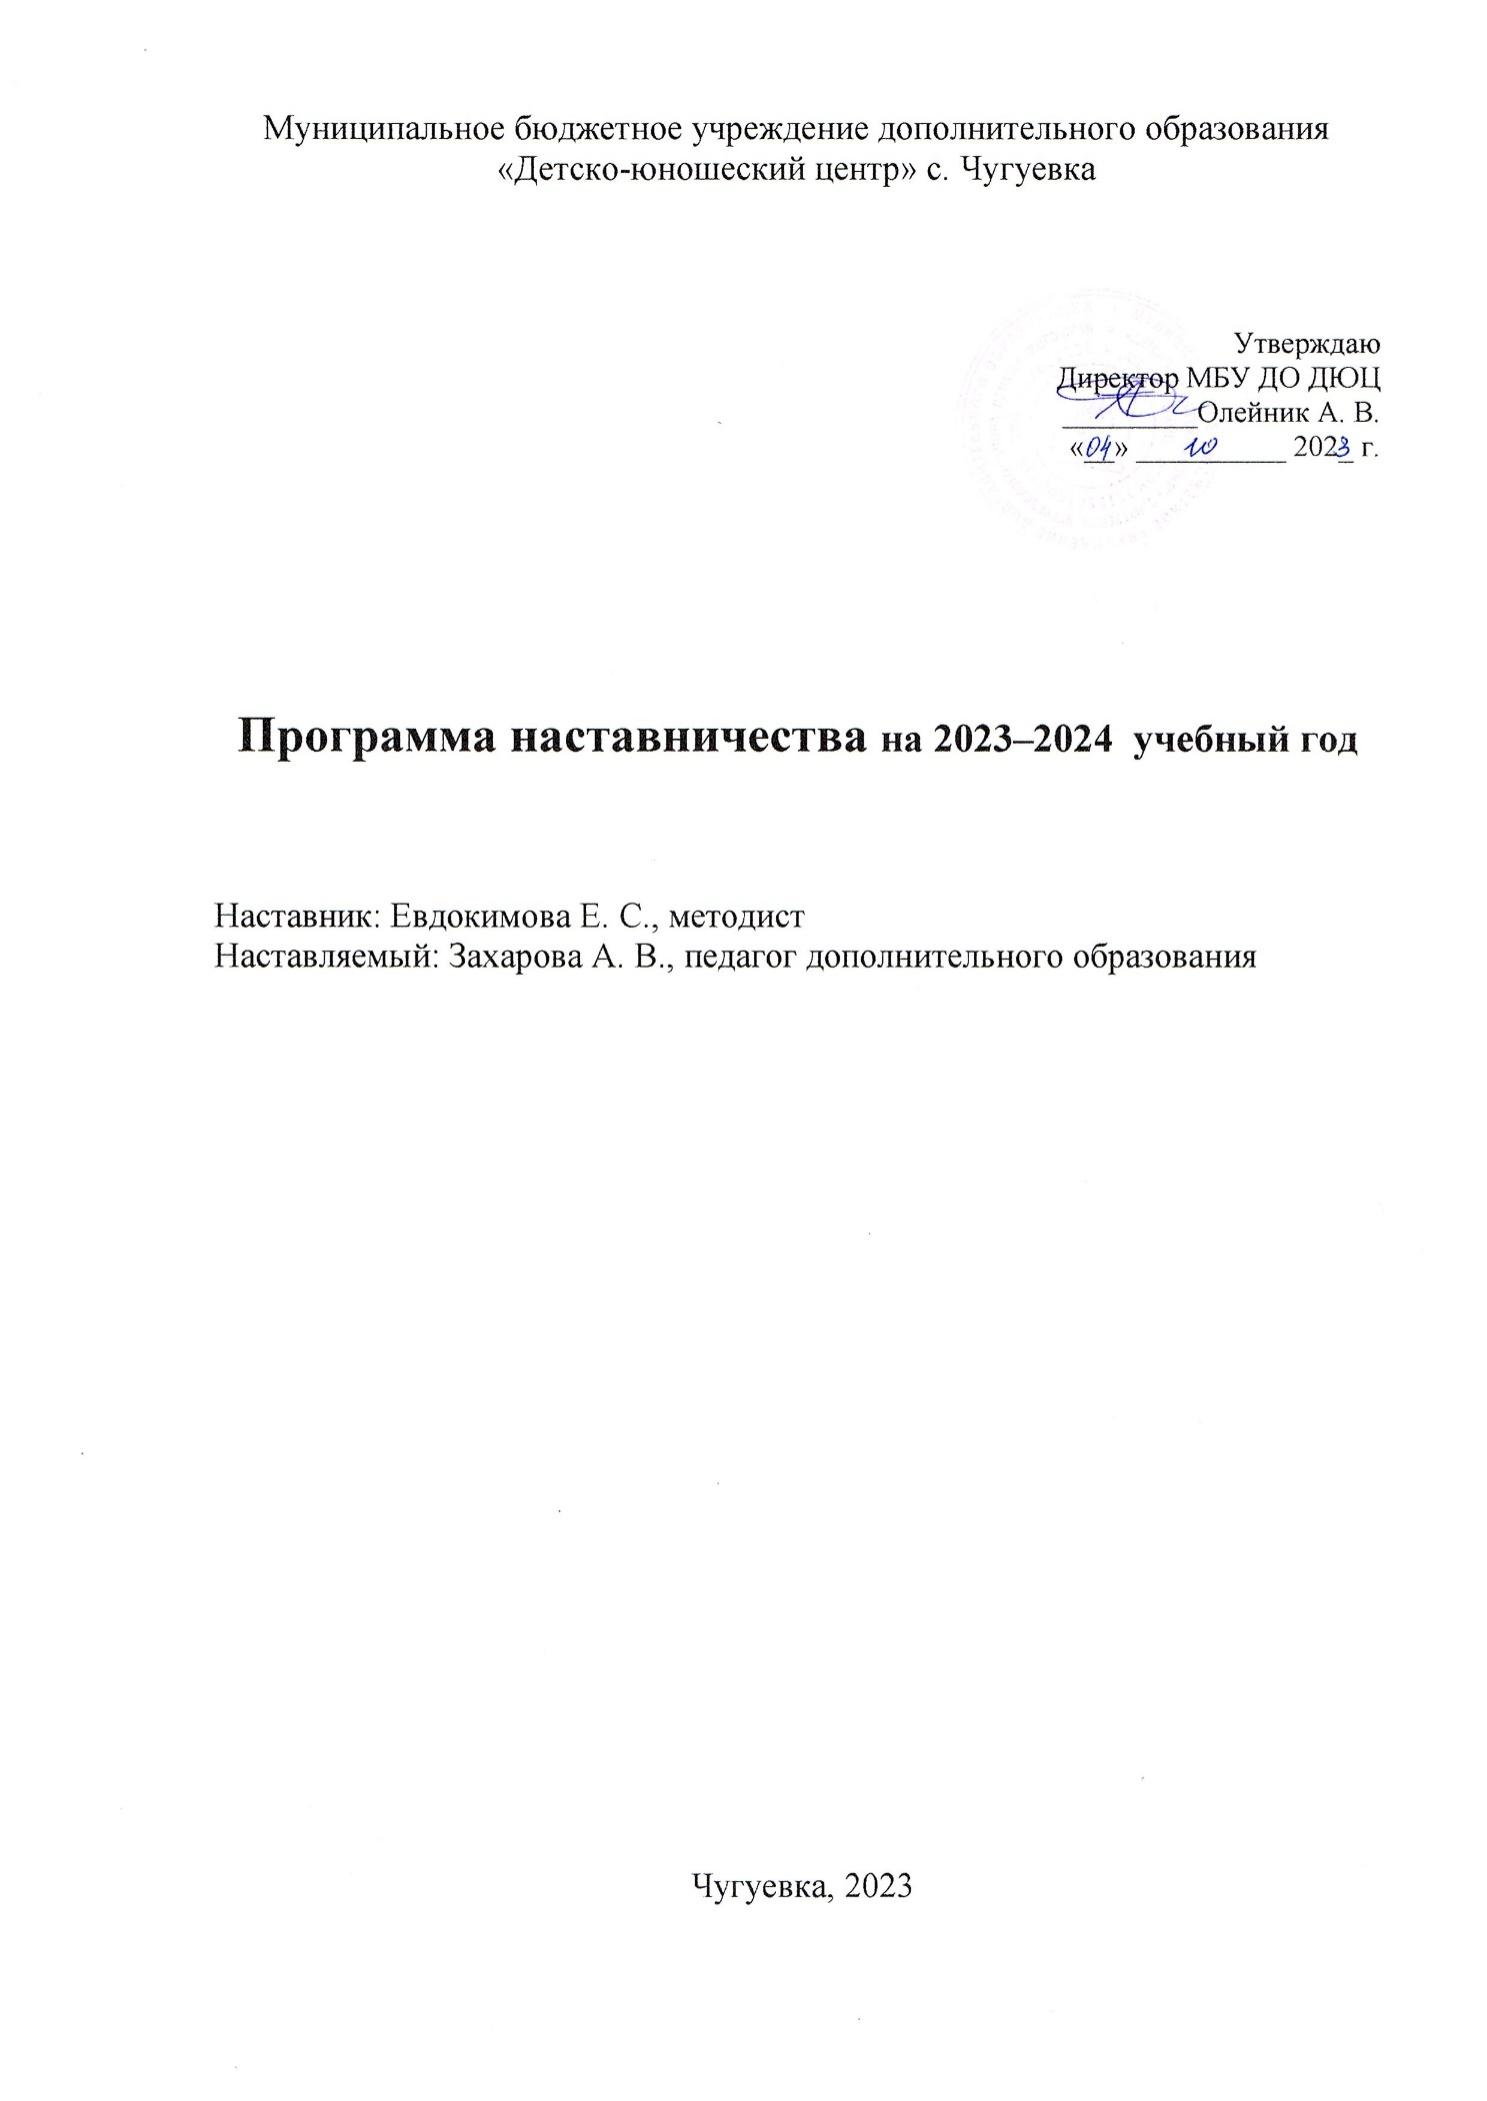 Муниципальное бюджетное учреждение дополнительного образования
«Детско-юношеский центр» с. Чугуевка
Утверждаю
Директор МБУ ДО ДЮЦ
_________Олейник А. В.
«04» 10 2023 г.
Программа наставничества на 2023–2024 учебный год
Наставник: Евдокимова Е. С., методист
Наставляемый: Захарова А. В., педагог дополнительного образования
Чугуевка, 2023